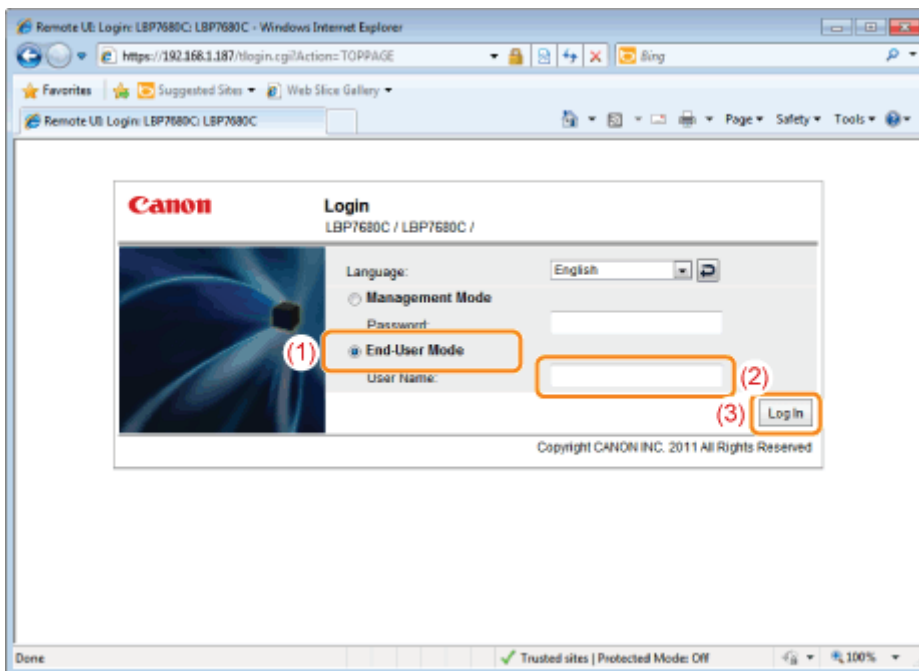 Remote UI: Login: LBP7680C: LBP7680C - Windows Internet Explorer
https://192.168.1.187/tlogin.cgi?Action=TOPPAGE
Bing
Favorites Suggested Sites Web Slice Gallery
Remote UI: Login: LBP7680C: LBP7680C
Page Safety Tools
Canon Login
LBP7680C / LBP7680C /
Language: English
Management Mode
Password:
(1) End-User Mode
User Name: (2)
(3) Log In
Copyright CANON INC. 2011 All Rights Reserved
Done Trusted sites | Protected Mode: Off 100%